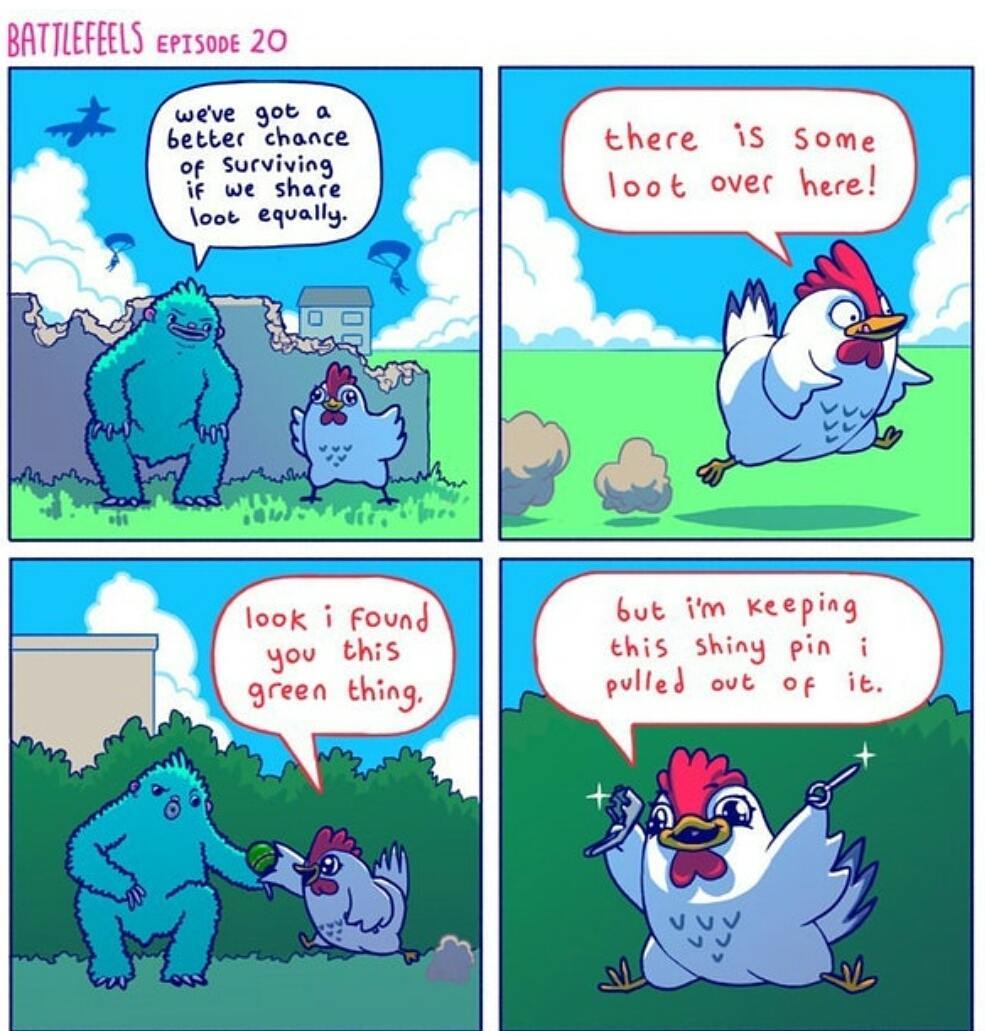 BATTLEFEELS EPISODE 20
we've got a
better chance
of surviving
if we share
loot equally.
there is some
loot over here!
look i found
you this
green thing.
but i'm keeping
this shiny pin i
pulled out of it.